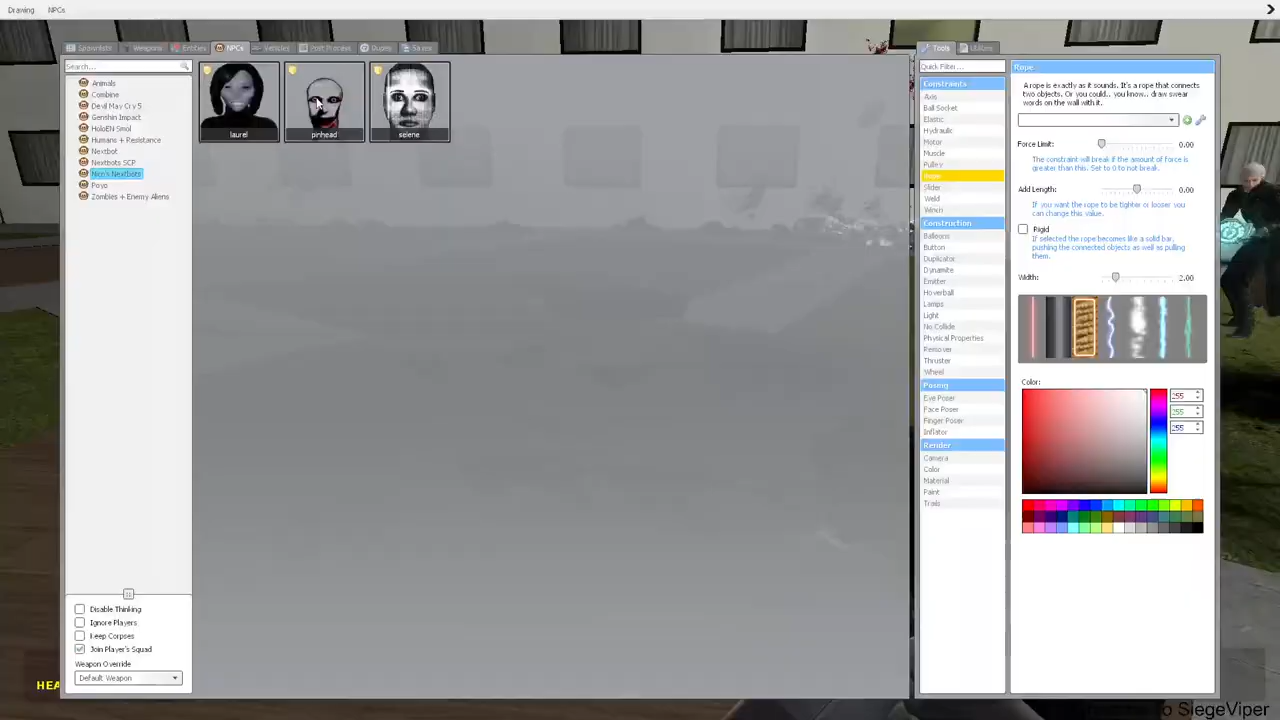 Drawing NPCs
Spawnlists Weapons Entities NPCs Vehicles Post Process Dupes Saves
Search...
Animals
Combine
Devil May Cry 5
Genshin Impact
HoloEN Smol
Humans + Resistance
Nextbot
Nextbots SCP
Nico's Nextbots
Poyo
Zombies + Enemy Aliens
laurel
pinhead
selene
Disable Thinking
Ignore Players
Keep Corpses
Join Player's Squad
Weapon Override
Default Weapon
HEA
Tools Utilities
Quick Filter...
Constraints
Axis
Ball Socket
Elastic
Hydraulic
Motor
Muscle
Pulley
Rope
Slider
Weld
Winch
Construction
Balloons
Button
Duplicator
Dynamite
Emitter
Hoverball
Lamps
Light
No Collide
Physical Properties
Remover
Thruster
Wheel
Posing
Eye Poser
Face Poser
Finger Poser
Inflator
Render
Camera
Color
Material
Paint
Trails
Rope
A rope is exactly as it sounds. It's a rope that connects
two objects. Or you could.. you know.. draw swear
words on the wall with it.
Force Limit: 0.00
The constraint will break if the amount of force
is greater than this. Set to 0 to not break.
Add Length: 0.00
If you want the rope to be tighter or looser you
can change this value.
Rigid
If selected the rope becomes like a solid bar,
pushing the connected objects as well as pulling
them.
Width: 2.00
Color:
255
255
255
to SiegeViper